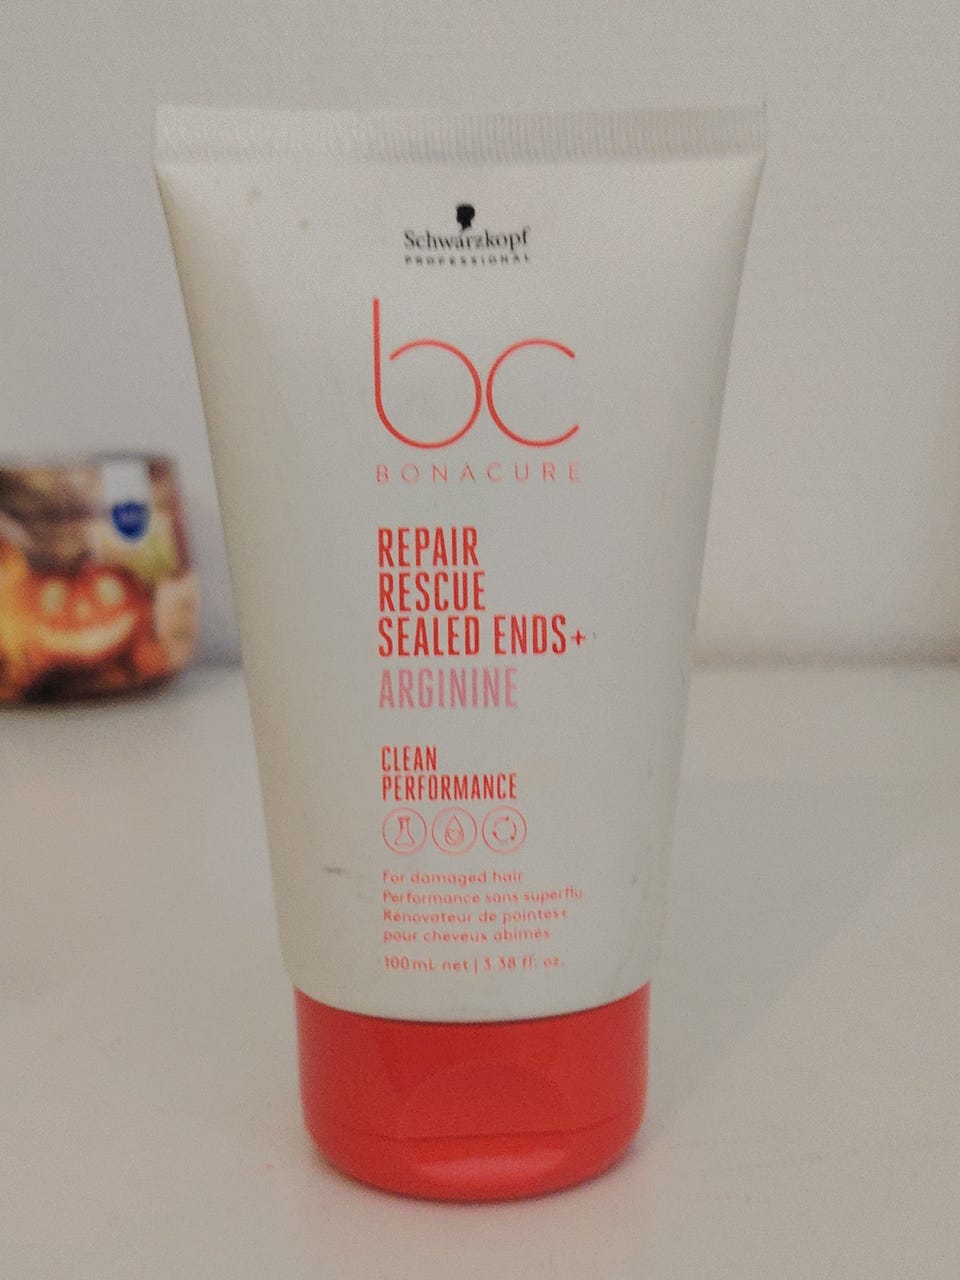 Schwarzkopf
PROFESSIONAL
bc
BONACURE
REPAIR
RESCUE
SEALED ENDS+
ARGININE
CLEAN
PERFORMANCE
For damaged hair
Performance sans superflu
Rénovateur de pointes+
pour cheveux abîmés
100mL net | 3.38 fl. oz.